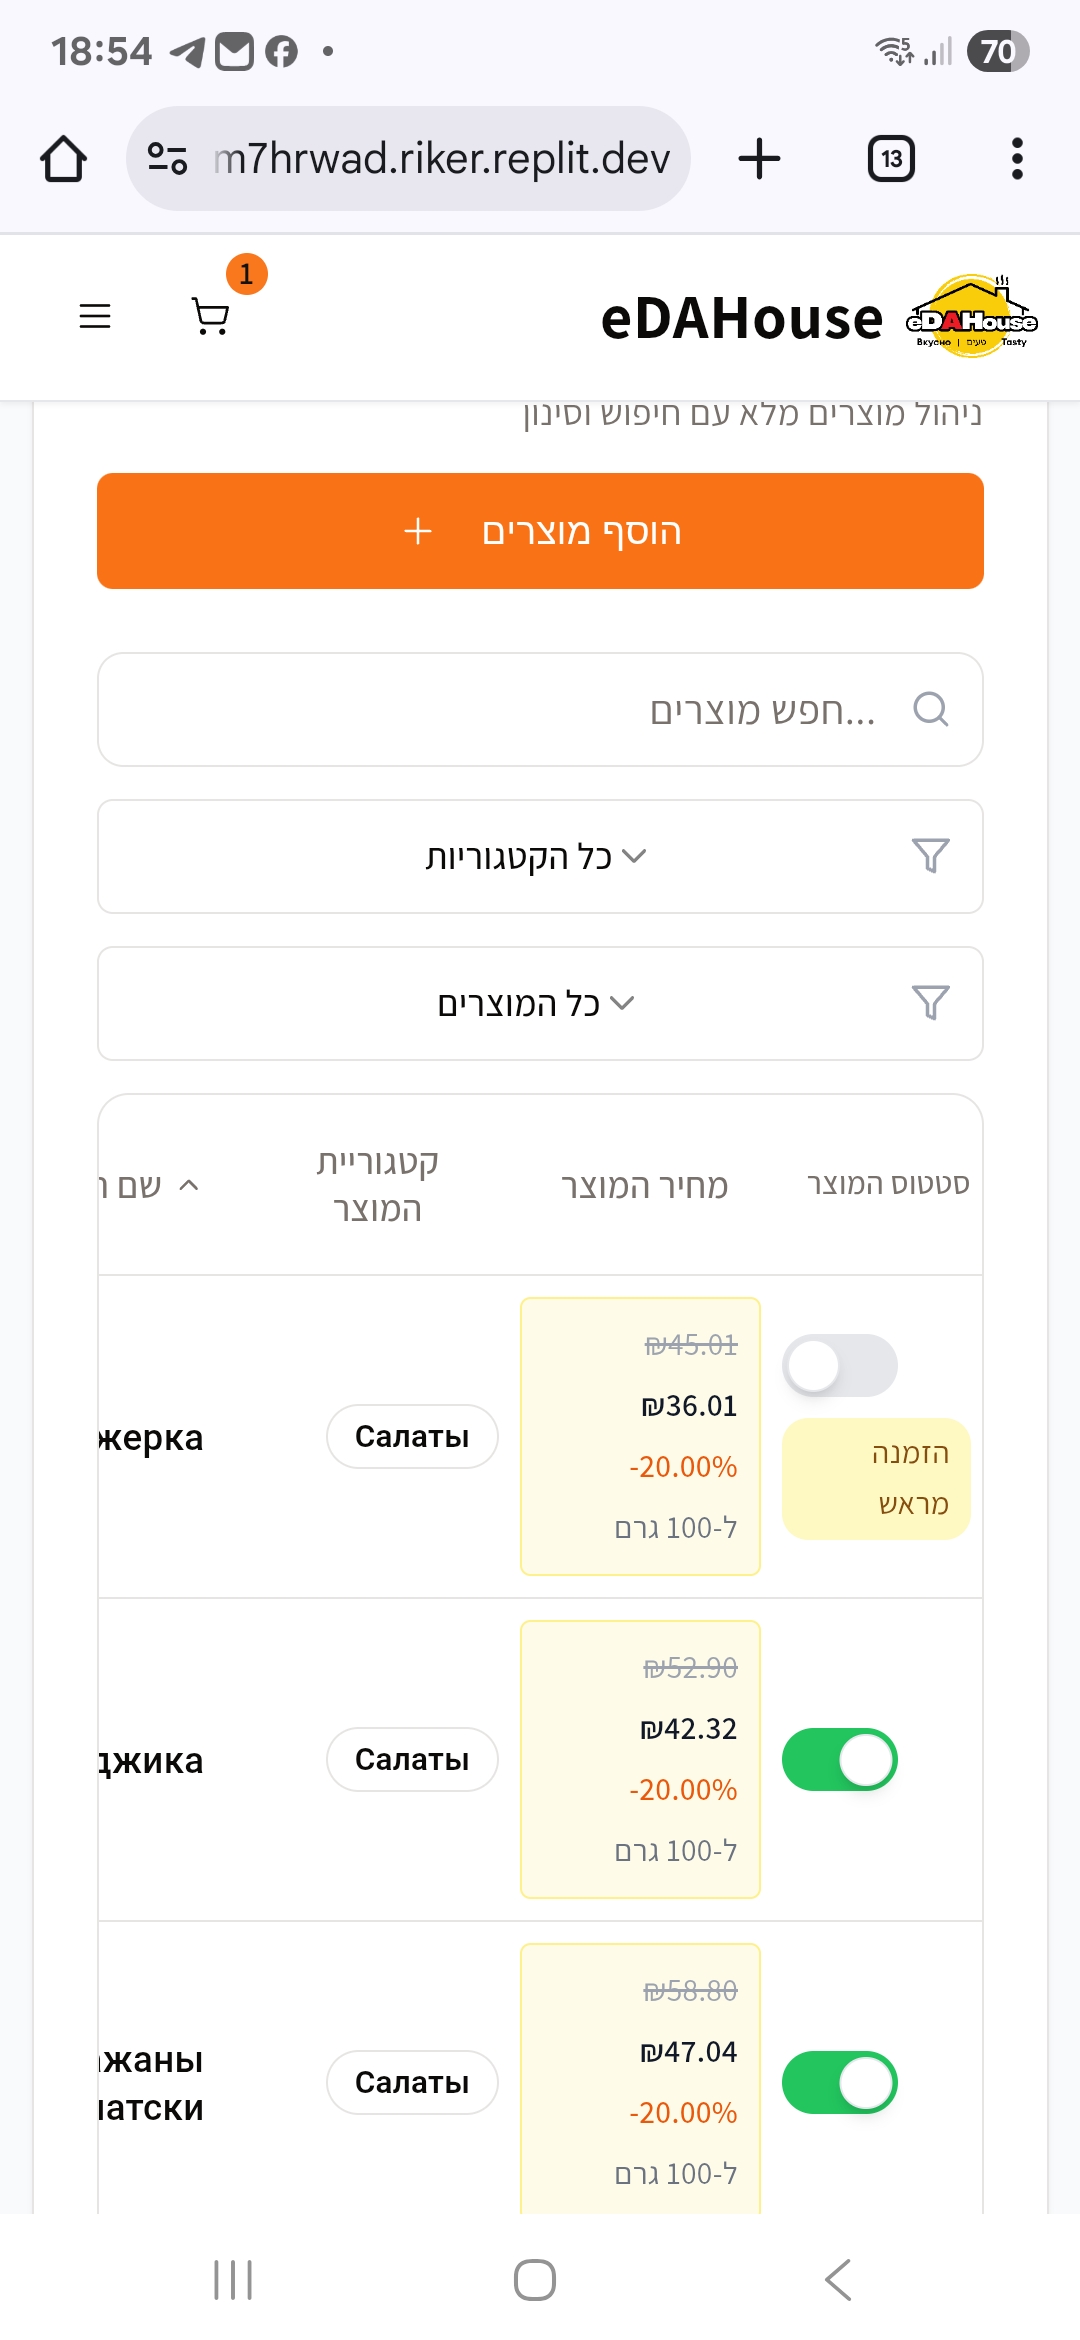 18:54
5
70
m7hrwad.riker.replit.dev
13
1
eDAHouse
eDAHouse
Вкусно | טעים Tasty
ניהול מוצרים מלא עם חיפוש וסינון
הוסף מוצרים
חפש מוצרים...
כל הקטגוריות
כל המוצרים
סטטוס המוצר
מחיר המוצר
קטגוריית
המוצר
שם
₪45.01
₪36.01
-20.00%
ל-100 גרם
הזמנה
מראש
Салаты
жерка
₪52.90
₪42.32
-20.00%
ל-100 גרם
Салаты
джика
₪58.80
₪47.04
-20.00%
ל-100 גרם
Салаты
жаны
атски